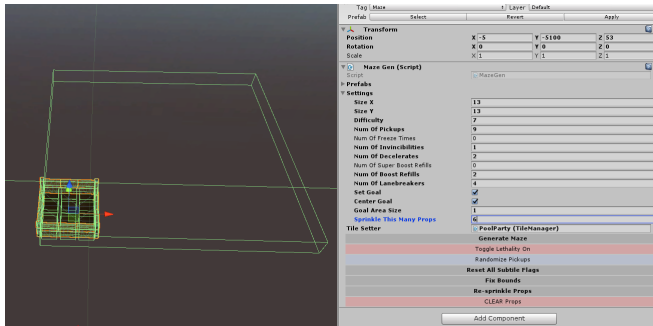 Tag Maze Layer Default
Prefab Select Revert Apply
Transform
Position X -5 Y -5100 Z 53
Rotation X 0 Y 0 Z 0
Scale X 1 Y 1 Z 1
Maze Gen (Script)
Script MazeGen
Prefabs
Settings
Size X 13
Size Y 13
Difficulty 7
Num Of Pickups 9
Num Of Freeze Times 0
Num Of Invincibilities 1
Num Of Decelerates 2
Num Of Super Boost Refills 0
Num Of Boost Refills 2
Num Of Lanebreakers 4
Set Goal
Center Goal
Goal Area Size 1
Sprinkle This Many Props 6
Tile Setter PoolParty (TileManager)
Generate Maze
Toggle Lethality On
Randomize Pickups
Reset All Subtile Flags
Fix Bounds
Re-sprinkle Props
CLEAR Props
Add Component